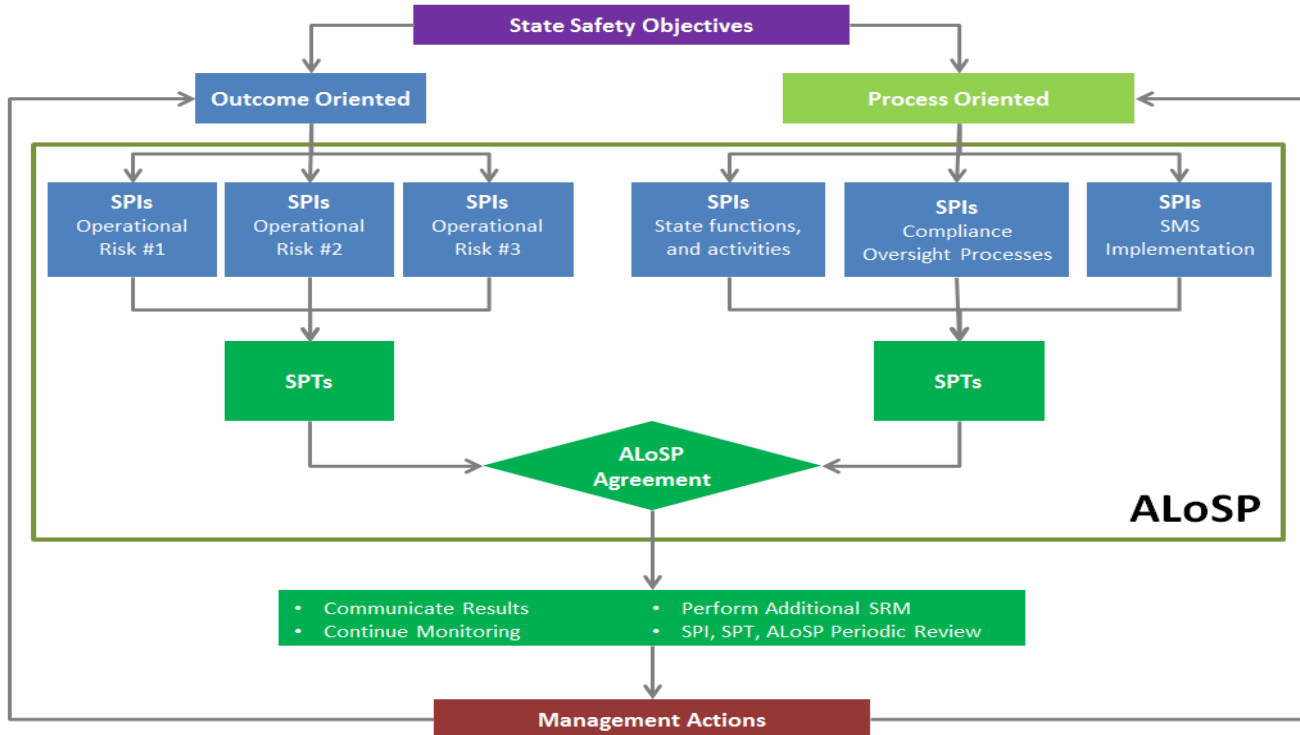 State Safety Objectives
Outcome Oriented
Process Oriented
SPIs
Operational
Risk #1
SPIs
Operational
Risk #2
SPIs
Operational
Risk #3
SPIs
State functions,
and activities
SPIs
Compliance
Oversight Processes
SPIs
SMS
Implementation
SPTs
SPTs
ALoSP
Agreement
ALoSP
• Communicate Results
• Continue Monitoring
• Perform Additional SRM
• SPI, SPT, ALoSP Periodic Review
Management Actions